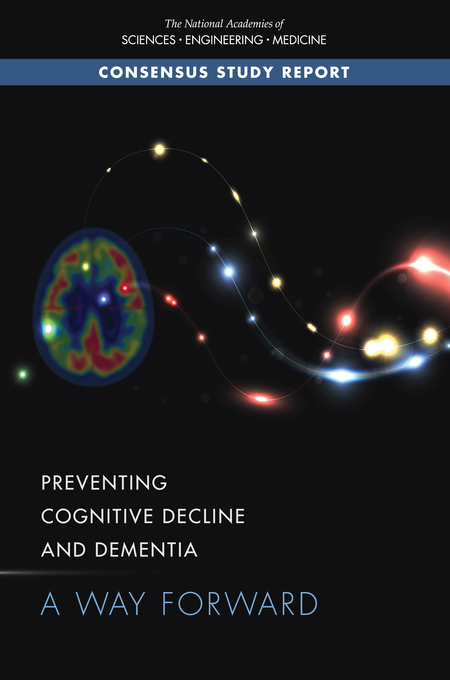 The National Academies of
SCIENCES • ENGINEERING • MEDICINE
CONSENSUS STUDY REPORT
PREVENTING
COGNITIVE DECLINE
AND DEMENTIA
A WAY FORWARD